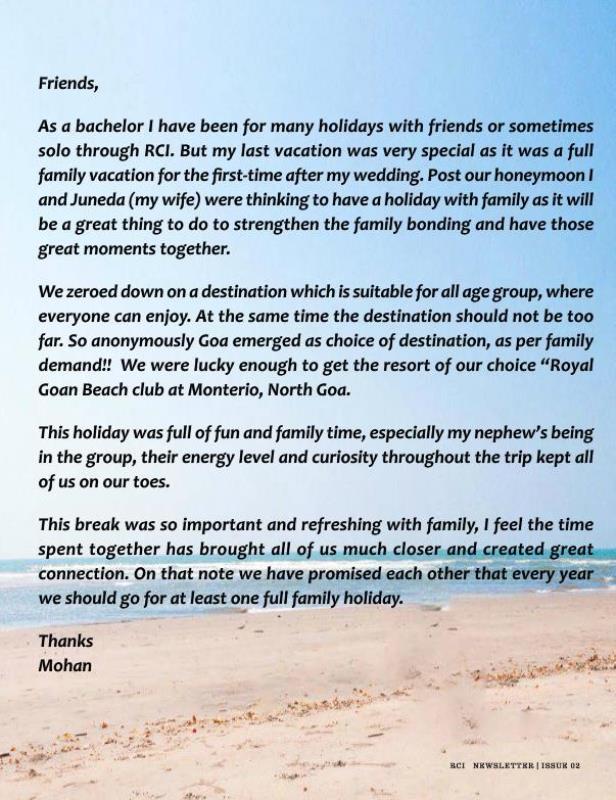 Friends,
As a bachelor I have been for many holidays with friends or sometimes
solo through RCI. But my last vacation was very special as it was a full
family vacation for the first-time after my wedding. Post our honeymoon I
and Juneda (my wife) were thinking to have a holiday with family as it will
be a great thing to do to strengthen the family bonding and have those
great moments together.
We zeroed down on a destination which is suitable for all age group, where
everyone can enjoy. At the same time the destination should not be too
far. So anonymously Goa emerged as choice of destination, as per family
demand!! We were lucky enough to get the resort of our choice “Royal
Goan Beach club at Monterio, North Goa.
This holiday was full of fun and family time, especially my nephew’s being
in the group, their energy level and curiosity throughout the trip kept all
of us on our toes.
This break was so important and refreshing with family, I feel the time
spent together has brought all of us much closer and created great
connection. On that note we have promised each other that every year
we should go for at least one full family holiday.
Thanks
Mohan
RCI NEWSLETTER | ISSUE 02